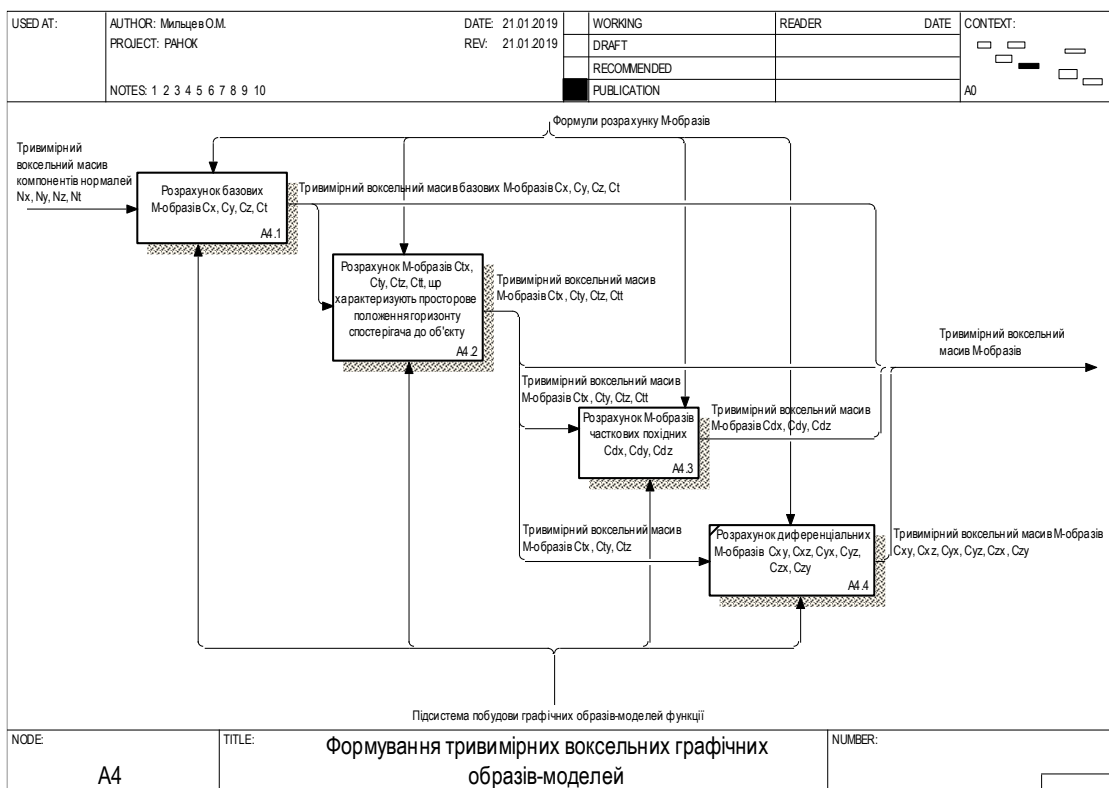 USED AT:
AUTHOR: Мильцев О.М.
DATE: 21.01.2019
WORKING
READER
DATE
CONTEXT:
PROJECT: РАНОК
REV: 21.01.2019
DRAFT
RECOMMENDED
NOTES: 1 2 3 4 5 6 7 8 9 10
PUBLICATION
A0
Формули розрахунку М-образів
Тривимірний
воксельний масив
компонентів нормалей
Nx, Ny, Nz, Nt
Розрахунок базових
М-образів Cx, Cy, Cz, Ct
A4.1
Тривимірний воксельний масив базових М-образів Cx, Cy, Cz, Ct
Розрахунок М-образів Ctx,
Cty, Ctz, Ctt, що
характеризують просторове
положення горизонту
спостерігача до об'єкту
A4.2
Тривимірний воксельний масив
М-образів Ctx, Cty, Ctz, Ctt
Тривимірний воксельний
масив М-образів
Тривимірний воксельний масив
М-образів Ctx, Cty, Ctz, Ctt
Розрахунок М-образів
часткових похідних
Cdx, Cdy, Cdz
A4.3
Тривимірний воксельний масив
М-образів Cdx, Cdy, Cdz
Тривимірний воксельний масив
М-образів Ctx, Cty, Ctz
Розрахунок диференціальних
М-образів Cxy, Cxz, Cyx, Cyz,
Czx, Czy
A4.4
Тривимірний воксельний масив М-образів
Cxy, Cxz, Cyx, Cyz, Czx, Czy
Підсистема побудови графічних образів-моделей функції
NODE:
A4
TITLE:
Формування тривимірних воксельних графічних
образів-моделей
NUMBER: